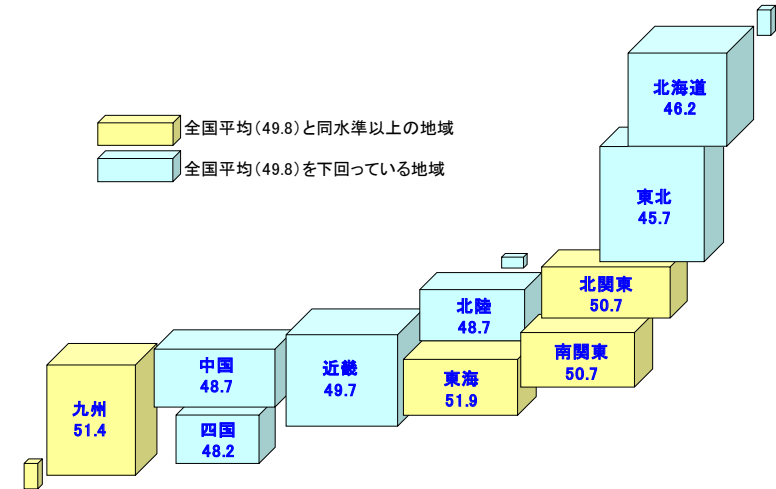 北海道
46.2
全国平均(49.8)と同水準以上の地域
全国平均(49.8)を下回っている地域
東北
45.7
北関東
50.7
北陸
48.7
南関東
50.7
中国
48.7
近畿
49.7
東海
51.9
九州
51.4
四国
48.2